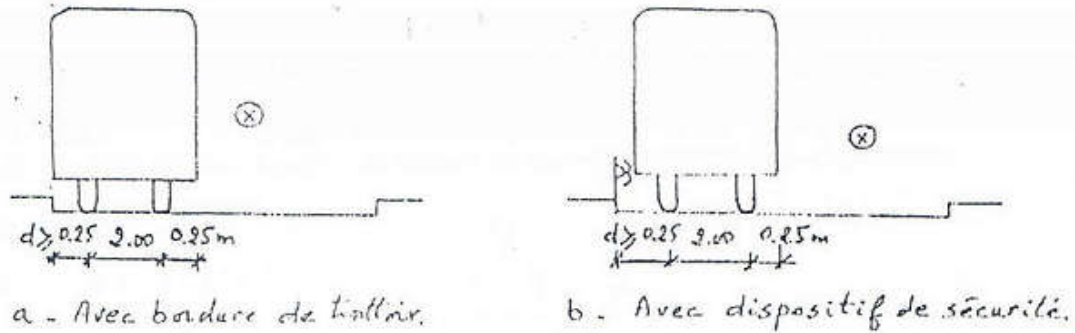 d ≥ 0.25 2.00 0.25m
d ≥ 0.25 2.00 0.25m
a - Avec bordure de trottoir.
b - Avec dispositif de sécurité.